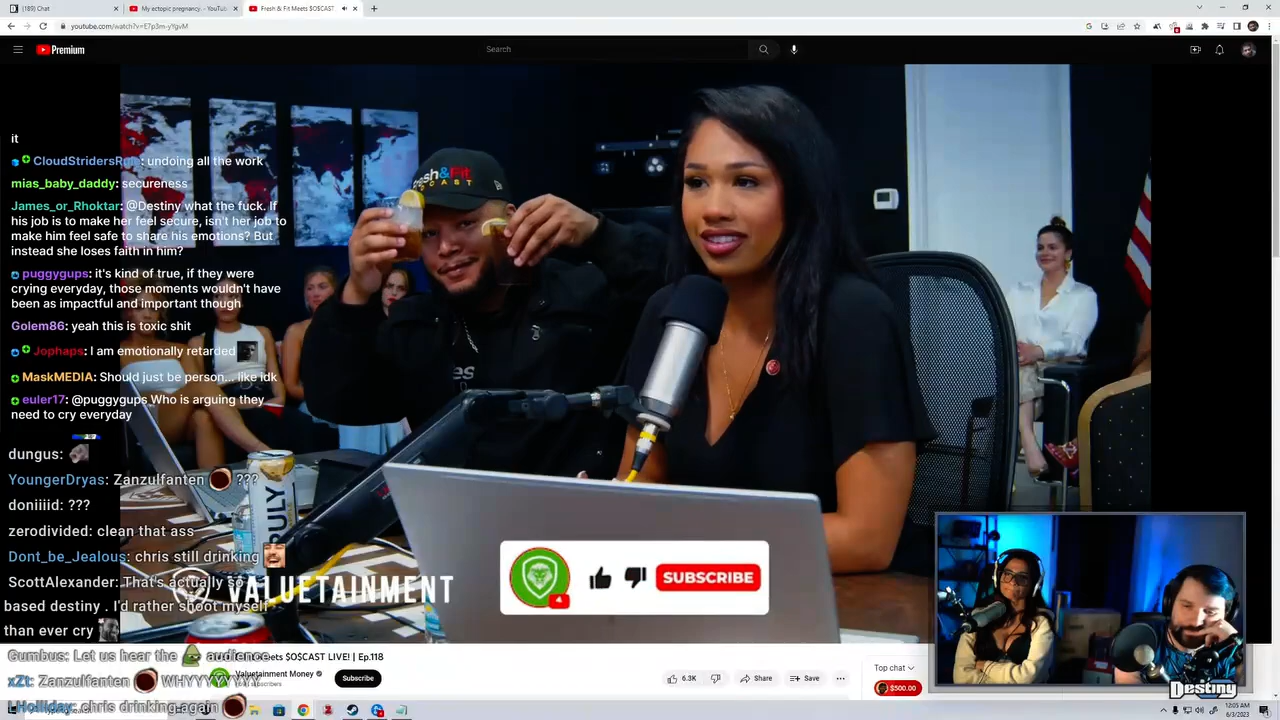 (189) Chat
My ectopic pregnancy. - YouTub
Fresh & Fit Meets $O$CAST
youtube.com/watch?v=E7p3m-yYgvM
Premium
Search
it
CloudStridersRule: undoing all the work
mias_baby_daddy: secureness
James_or_Rhoktar: @Destiny what the fuck. If
his job is to make her feel secure, isn't her job to
make him feel safe to share his emotions? But
instead she loses faith in him?
puggygups: it's kind of true, if they were
crying everyday, those moments wouldn't have
been as impactful and important though
Golem86: yeah this is toxic shit
Jophaps: I am emotionally retarded
MaskMEDIA: Should just be person... like idk
euler17: @puggygups Who is arguing they
need to cry everyday
dungus:
YoungerDryas: Zanzulfanten ???
doniiid: ???
zerodivided: clean that ass
Dont_be_Jealous: chris still drinking
ScottAlexander: That's actually so
based destiny . I'd rather shoot myself
than ever cry
Gumbus: Let us hear the audience
xZt: Zanzulfanten WHYYYYYYYY
Holliday: chris drinking again
Fresh&Fit
CAST
ULY
VALUETAINMENT
SUBSCRIBE
Meets $O$CAST LIVE! | Ep.118
Valuetainment Money
subscribers
Subscribe
6.3K
Share
Save
Top chat
$500.00
Destiny
12:05 AM
6/3/2023